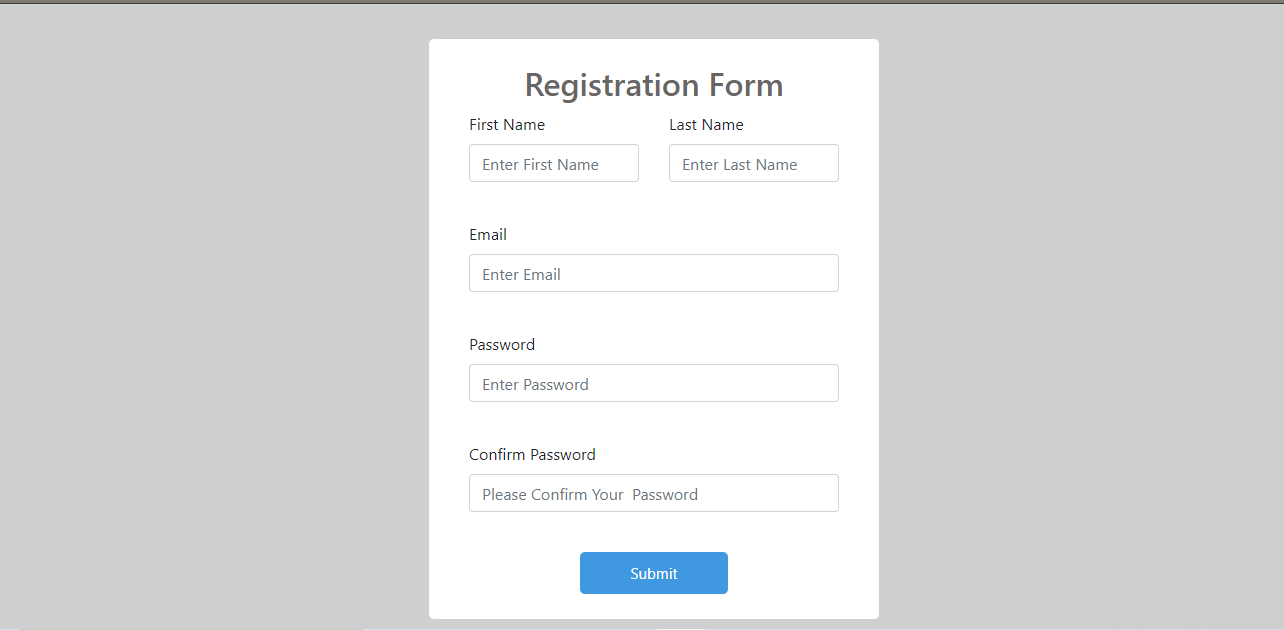 Registration Form
First Name Last Name
Enter First Name Enter Last Name
Email
Enter Email
Password
Enter Password
Confirm Password
Please Confirm Your  Password
Submit